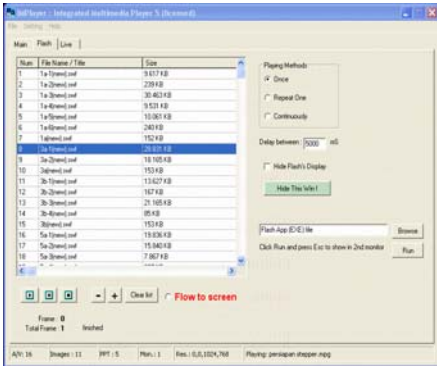 IMPlayer : Integrated Multimedia Player 5 (licensed)
File Setting Help
Main Flash Live
Num File Name / Title Size
1 1a-1(new).swf 9.617 KB
2 1a-2(new).swf 239 KB
3 1a-3(new).swf 30.463 KB
4 1a-4(new).swf 9.531 KB
5 1a-5(new).swf 10.061 KB
6 1a-6(new).swf 240 KB
7 1a(new).swf 152 KB
8 3a-1(new).swf 28.831 KB
9 3a-2(new).swf 18.105 KB
10 3a(new).swf 153 KB
11 3b-1(new).swf 13.627 KB
12 3b-2(new).swf 167 KB
13 3b-3(new).swf 21.165 KB
14 3b-4(new).swf 85 KB
15 3b(new).swf 153 KB
16 5a-1(new).swf 19.836 KB
17 5a-2(new).swf 15.840 KB
18 5a-3(new).swf 7.867 KB
Playing Methods
Once
Repeat One
Continuously
Delay between: 5000 mS
Hide Flash's Display
Hide This Win !
Flash App (EXE) file Browse
Click Run and press Esc to show in 2nd monitor Run
- + Clear list Flow to screen
Frame : 0
Total Frame : 1 finished
A/V: 16 Images : 11 PPT : 5 Mon.: 1 Res.: 0,0,1024,768 Playing: persiapan stepper.mpg